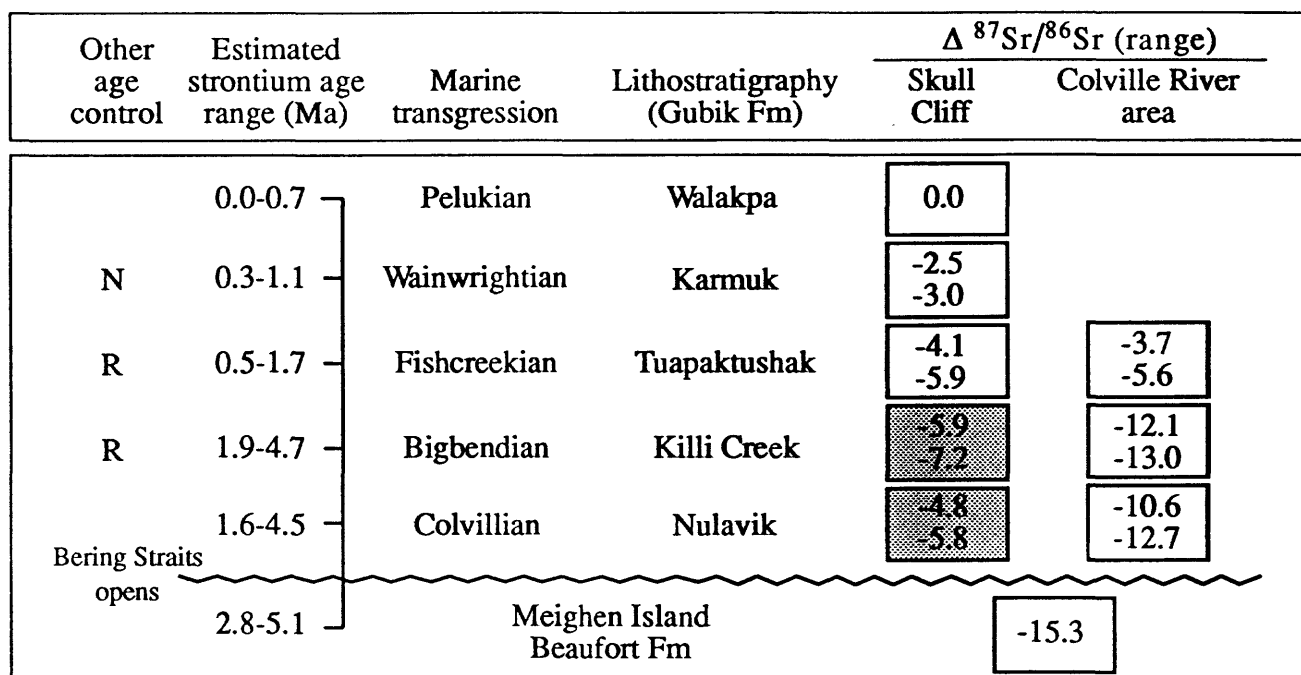 Other age control
Estimated strontium age range (Ma)
Marine transgression
Lithostratigraphy (Gubik Fm)
Δ ⁸⁷Sr/⁸⁶Sr (range)
Skull Cliff
Colville River area
0.0-0.7 Pelukian Walakpa 0.0
N 0.3-1.1 Wainwrightian Karmuk -2.5
-3.0
R 0.5-1.7 Fishcreekian Tuapaktushak -4.1 -3.7
-5.9 -5.6
R 1.9-4.7 Bigbendian Killi Creek -5.9 -12.1
-7.2 -13.0
1.6-4.5 Colvillian Nulavik -4.8 -10.6
-5.8 -12.7
Bering Straits
opens
2.8-5.1 Meighen Island -15.3
Beaufort Fm